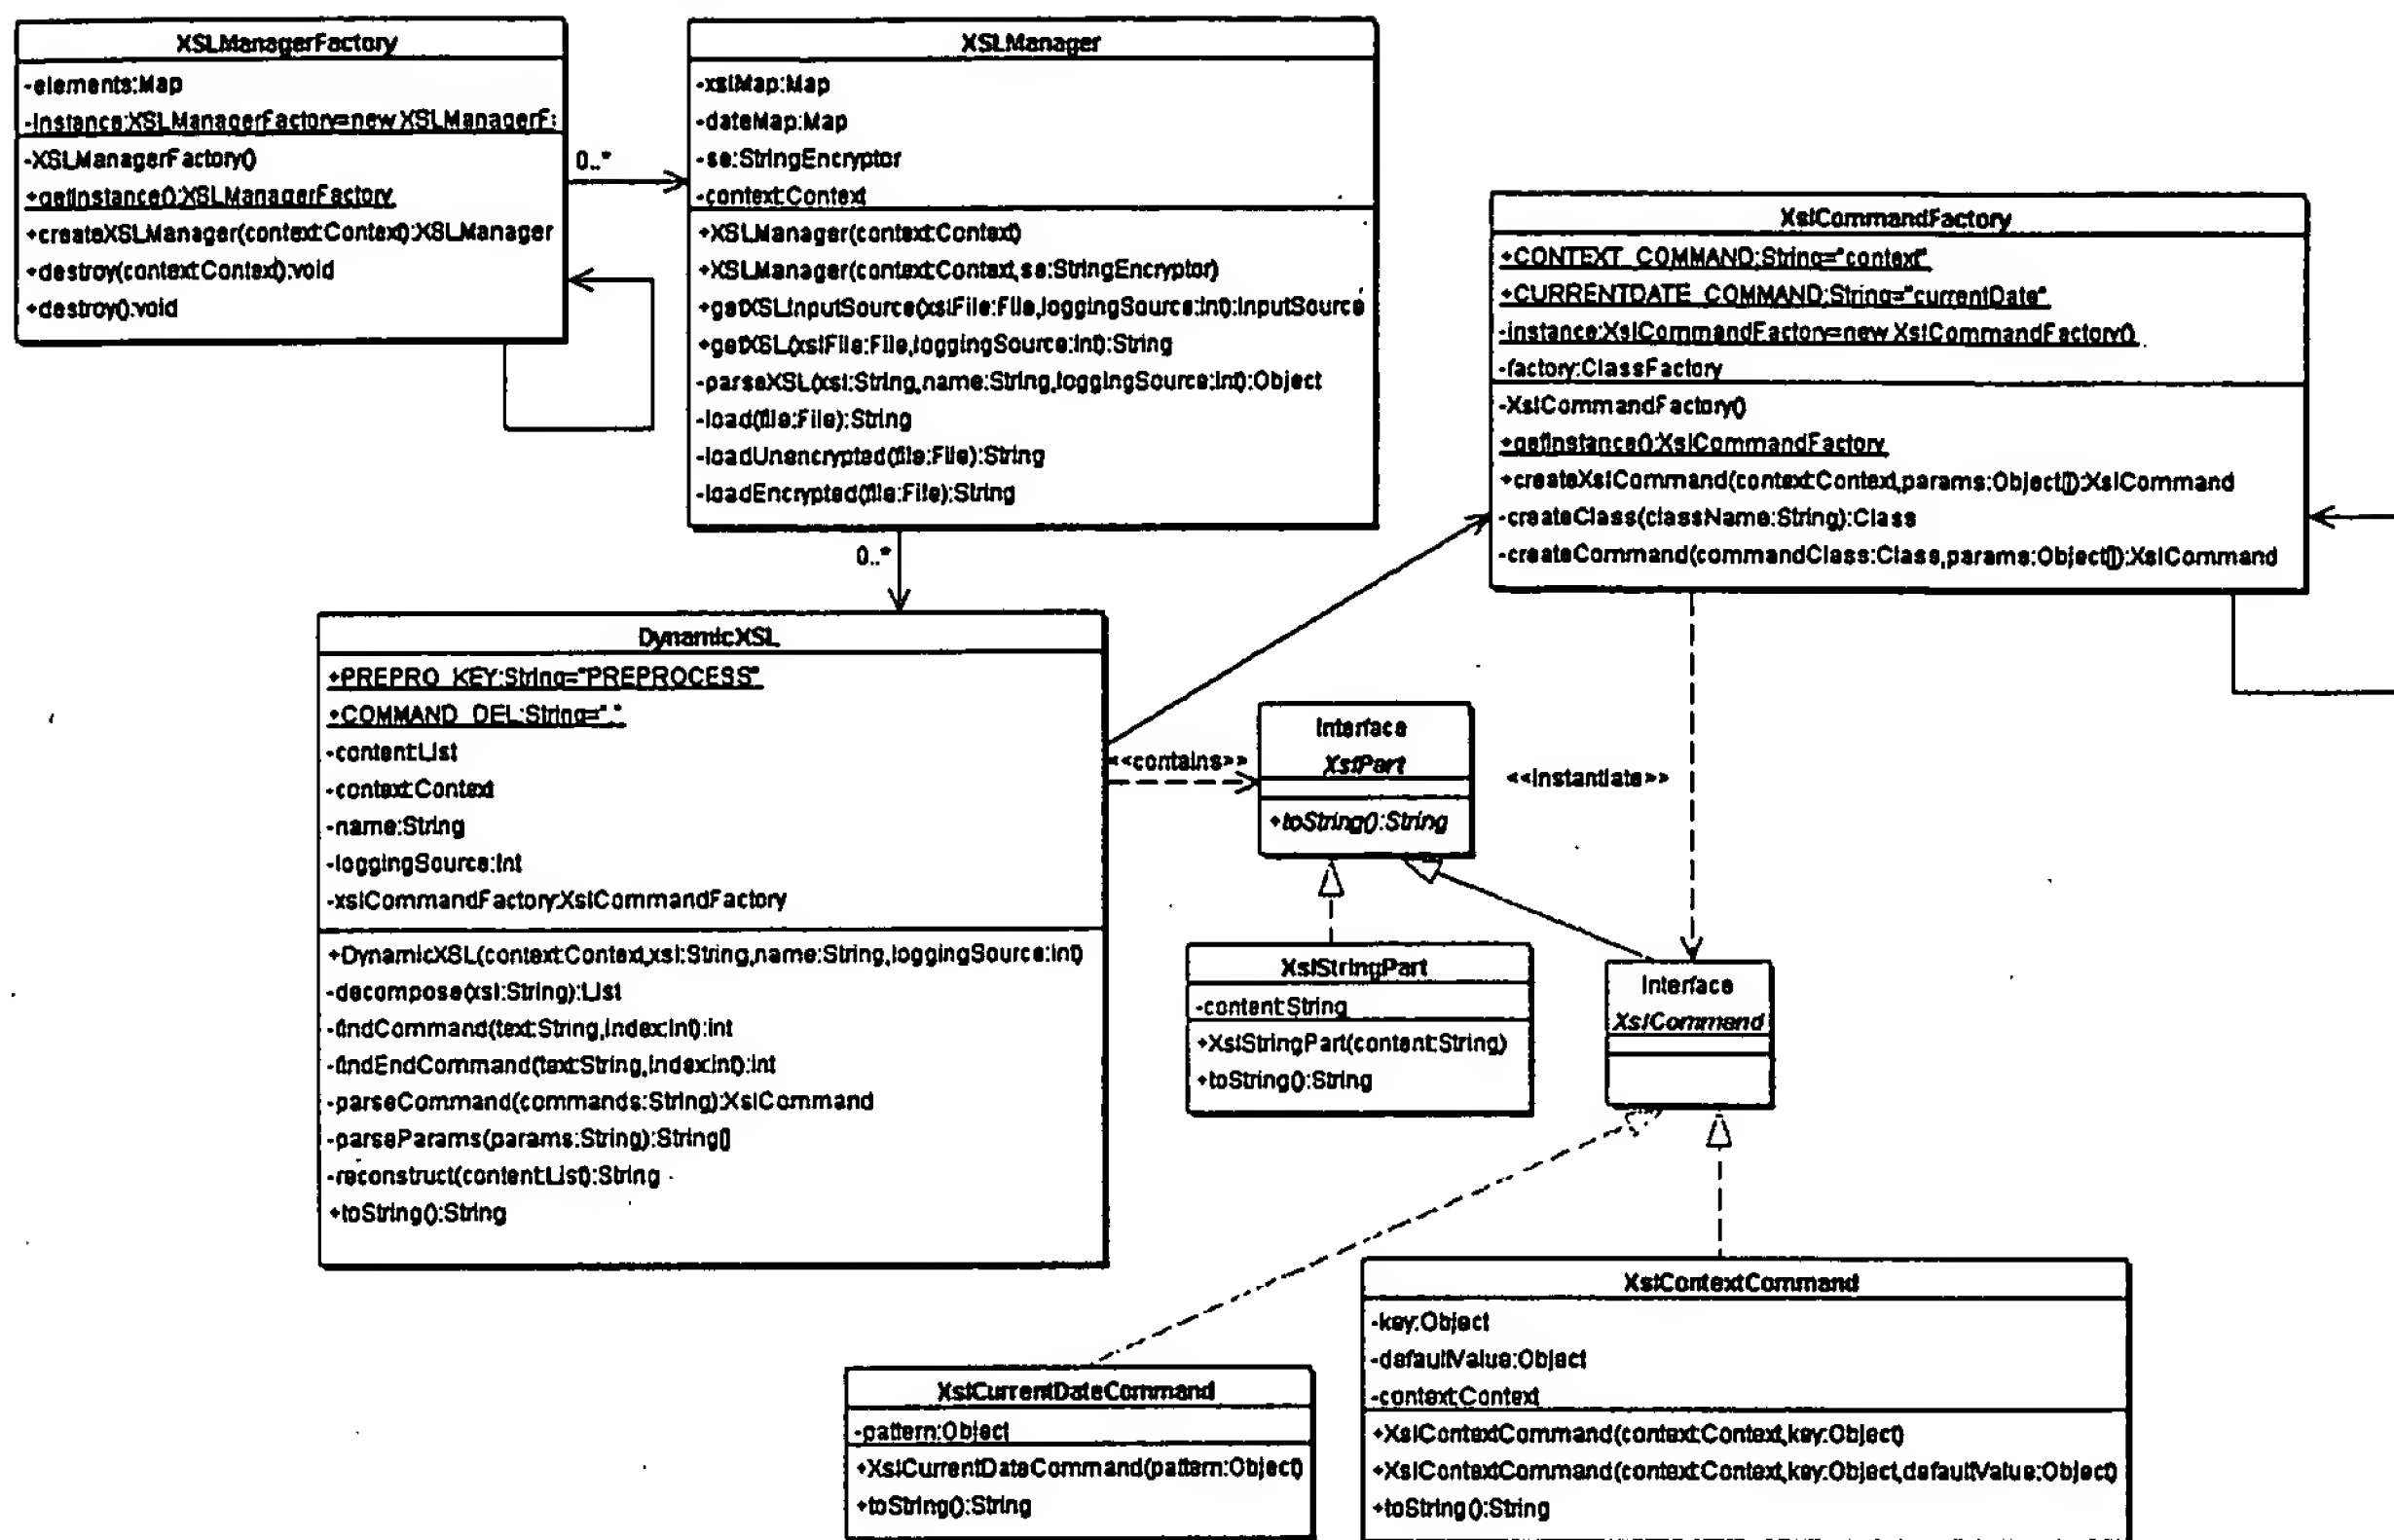 XSLManagerFactory
-elements:Map
-instance:XSLManagerFactory=new XSLManagerF
-XSLManagerFactory()
+getInstance():XSLManagerFactory
+createXSLManager(context:Context):XSLManager
+destroy(context:Context):void
+destroy():void
0..*
XSLManager
-xslMap:Map
-dateMap:Map
-se:StringEncryptor
-context:Context
+XSLManager(context:Context)
+XSLManager(context:Context,se:StringEncryptor)
+getXSLInputSource(xslFile:File,loggingSource:int):InputSource
+getXSL(xslFile:File,loggingSource:int):String
-parseXSL(xsl:String,name:String,loggingSource:int):Object
-load(file:File):String
-loadUnencrypted(file:File):String
-loadEncrypted(file:File):String
0..*
XslCommandFactory
+CONTEXT_COMMAND:String="context"
+CURRENTDATE_COMMAND:String="currentDate"
-instance:XslCommandFactory=new XslCommandFactory()
-factory:ClassFactory
-XslCommandFactory()
+getInstance():XslCommandFactory
+createXslCommand(context:Context,params:Object[]):XslCommand
-createClass(className:String):Class
-createCommand(commandClass:Class,params:Object[]):XslCommand
DynamicXSL
+PREPRO_KEY:String="PREPROCESS"
+COMMAND_DEL:String="."
-content:List
-context:Context
-name:String
-loggingSource:int
-xslCommandFactory:XslCommandFactory
+DynamicXSL(context:Context,xsl:String,name:String,loggingSource:int)
-decompose(xsl:String):List
-findCommand(text:String,index:int):int
-findEndCommand(text:String,index:int):int
-parseCommand(commands:String):XslCommand
-parseParams(params:String):String[]
-reconstruct(content:List):String
+toString():String
<<contains>>
Interface
XslPart
+toString():String
<<instantiate>>
XslStringPart
-content:String
+XslStringPart(content:String)
+toString():String
Interface
XslCommand
XslCurrentDateCommand
-pattern:Object
+XslCurrentDateCommand(pattern:Object)
+toString():String
XslContextCommand
-key:Object
-defaultValue:Object
-context:Context
+XslContextCommand(context:Context,key:Object)
+XslContextCommand(context:Context,key:Object,defaultValue:Object)
+toString():String